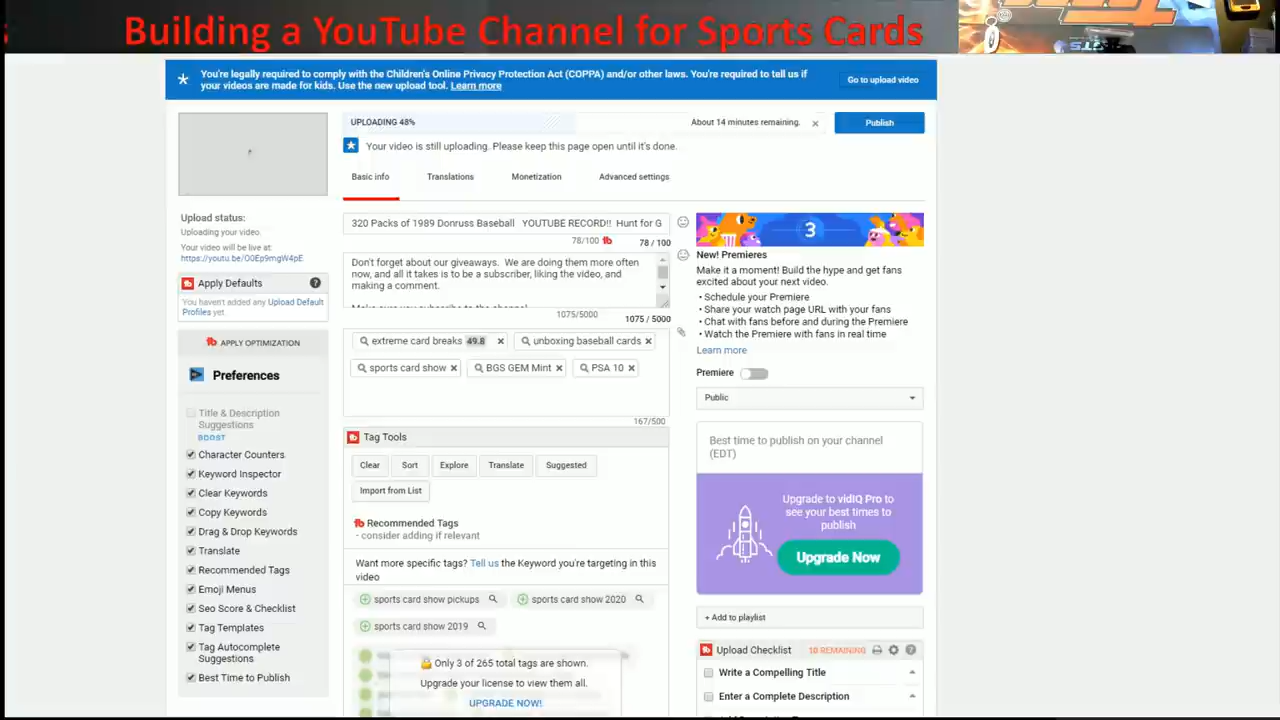 Building a YouTube Channel for Sports Cards
You're legally required to comply with the Children's Online Privacy Protection Act (COPPA) and/or other laws. You're required to tell us if
your videos are made for kids. Use the new upload tool. Learn more
Go to upload video
UPLOADING 48%
About 14 minutes remaining.
Publish
Your video is still uploading. Please keep this page open until it's done.
Basic info
Translations
Monetization
Advanced settings
Upload status:
Uploading your video.
Your video will be live at:
https://youtu.be/O0Ep9mgW4pE
Apply Defaults
You haven't added any Upload Default
Profiles yet.
APPLY OPTIMIZATION
Preferences
Title & Description
Suggestions
BOOST
Character Counters
Keyword Inspector
Clear Keywords
Copy Keywords
Drag & Drop Keywords
Translate
Recommended Tags
Emoji Menus
Seo Score & Checklist
Tag Templates
Tag Autocomplete
Suggestions
Best Time to Publish
320 Packs of 1989 Donruss Baseball YOUTUBE RECORD!! Hunt for G
78/100
78 / 100
Don't forget about our giveaways. We are doing them more often
now, and all it takes is to be a subscriber, liking the video, and
making a comment.
Make sure you subscribe to the channel
1075/5000
1075 / 5000
extreme card breaks 49.8
unboxing baseball cards
sports card show
BGS GEM Mint
PSA 10
167/500
Tag Tools
Clear
Sort
Explore
Translate
Suggested
Import from List
Recommended Tags
- consider adding if relevant
Want more specific tags? Tell us the Keyword you're targeting in this
video
sports card show pickups
sports card show 2020
sports card show 2019
Only 3 of 265 total tags are shown.
Upgrade your license to view them all.
UPGRADE NOW!
3
New! Premieres
Make it a moment! Build the hype and get fans
excited about your next video.
• Schedule your Premiere
• Share your watch page URL with your fans
• Chat with fans before and during the Premiere
• Watch the Premiere with fans in real time
Learn more
Premiere
Public
Best time to publish on your channel
(EDT)
Upgrade to vidIQ Pro to
see your best times to
publish
Upgrade Now
+ Add to playlist
Upload Checklist
10 REMAINING
Write a Compelling Title
Enter a Complete Description